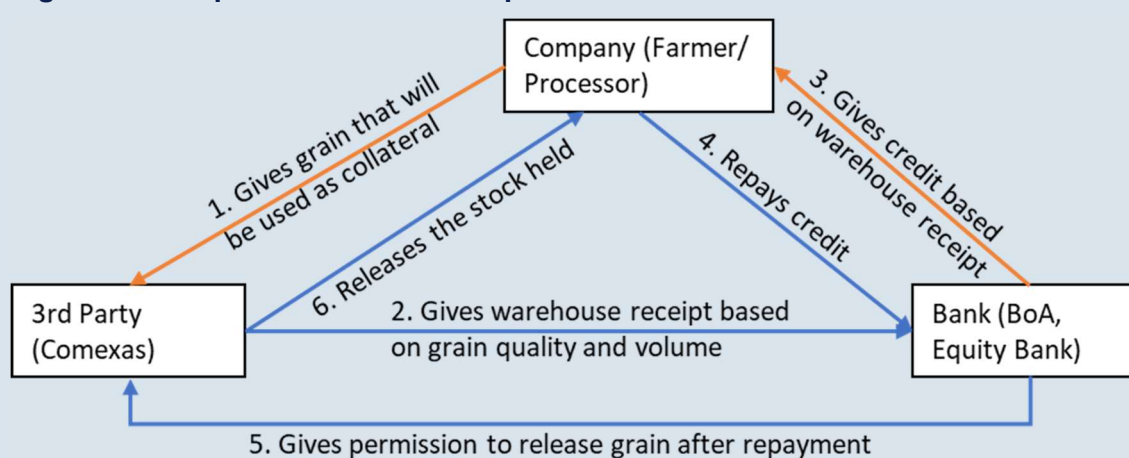 Company (Farmer/
Processor)
1. Gives grain that will
be used as collateral
6. Releases the stock held
4. Repays credit
3. Gives credit based
on warehouse receipt
3rd Party
(Comexas)
2. Gives warehouse receipt based
on grain quality and volume
Bank (BoA,
Equity Bank)
5. Gives permission to release grain after repayment